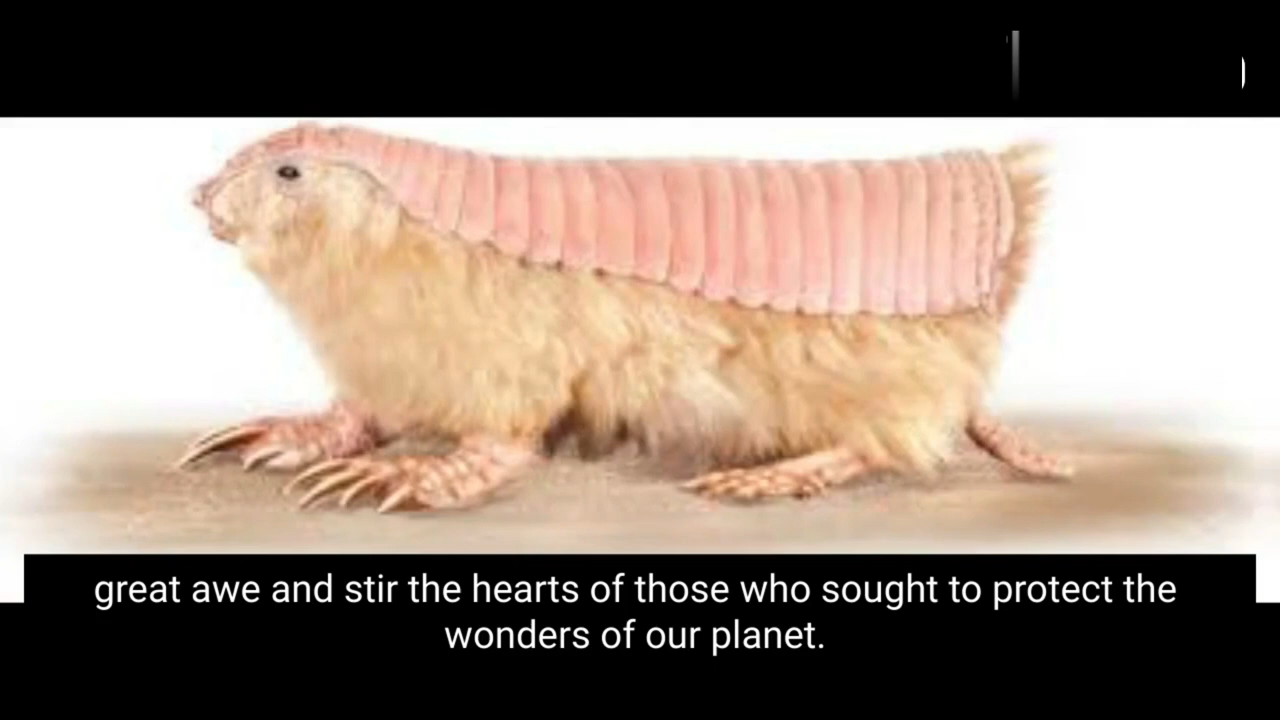 great awe and stir the hearts of those who sought to protect the
wonders of our planet.